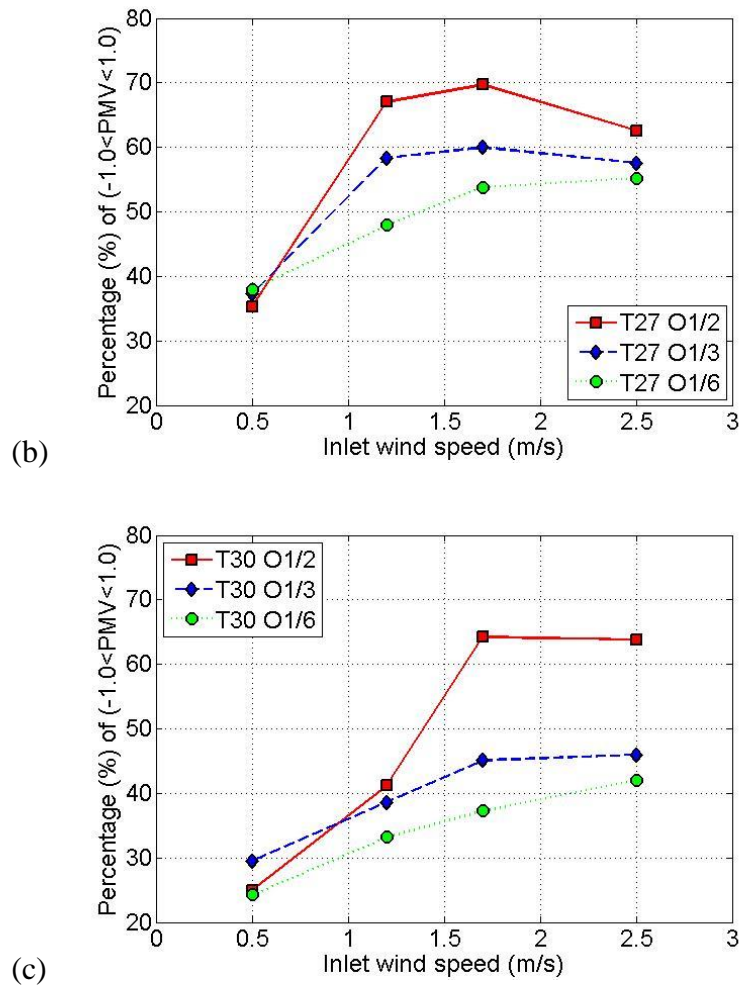 80
70
60
50
40
30
20
Percentage (%) of (-1.0<PMV<1.0)
T27 O1/2
T27 O1/3
T27 O1/6
0 0.5 1 1.5 2 2.5 3
Inlet wind speed (m/s)
(b)
80
70
60
50
40
30
20
Percentage (%) of (-1.0<PMV<1.0)
T30 O1/2
T30 O1/3
T30 O1/6
0 0.5 1 1.5 2 2.5 3
Inlet wind speed (m/s)
(c)